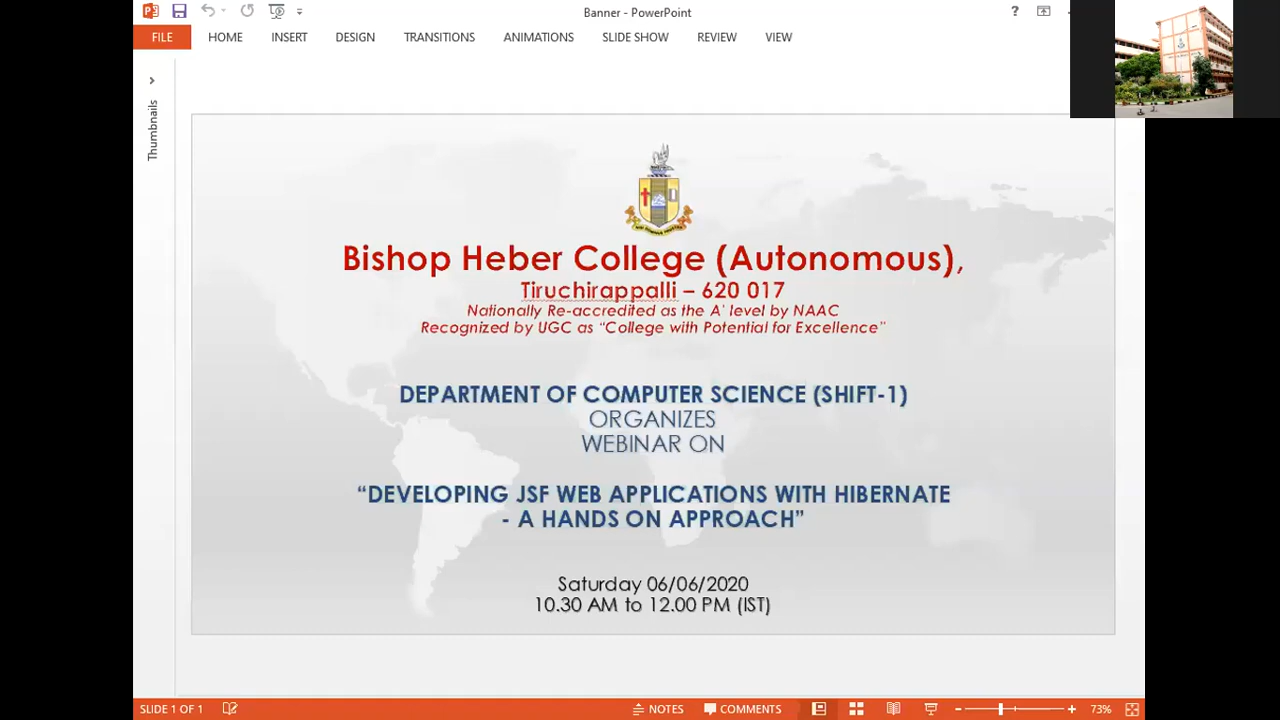 Banner - PowerPoint
?
FILE HOME INSERT DESIGN TRANSITIONS ANIMATIONS SLIDE SHOW REVIEW VIEW
Thumbnails
Bishop Heber College (Autonomous),
Tiruchirappalli – 620 017
Nationally Re-accredited as the A' level by NAAC
Recognized by UGC as “College with Potential for Excellence”
DEPARTMENT OF COMPUTER SCIENCE (SHIFT-1)
ORGANIZES
WEBINAR ON
“DEVELOPING JSF WEB APPLICATIONS WITH HIBERNATE
- A HANDS ON APPROACH”
Saturday 06/06/2020
10.30 AM to 12.00 PM (IST)
SLIDE 1 OF 1 NOTES COMMENTS 73%